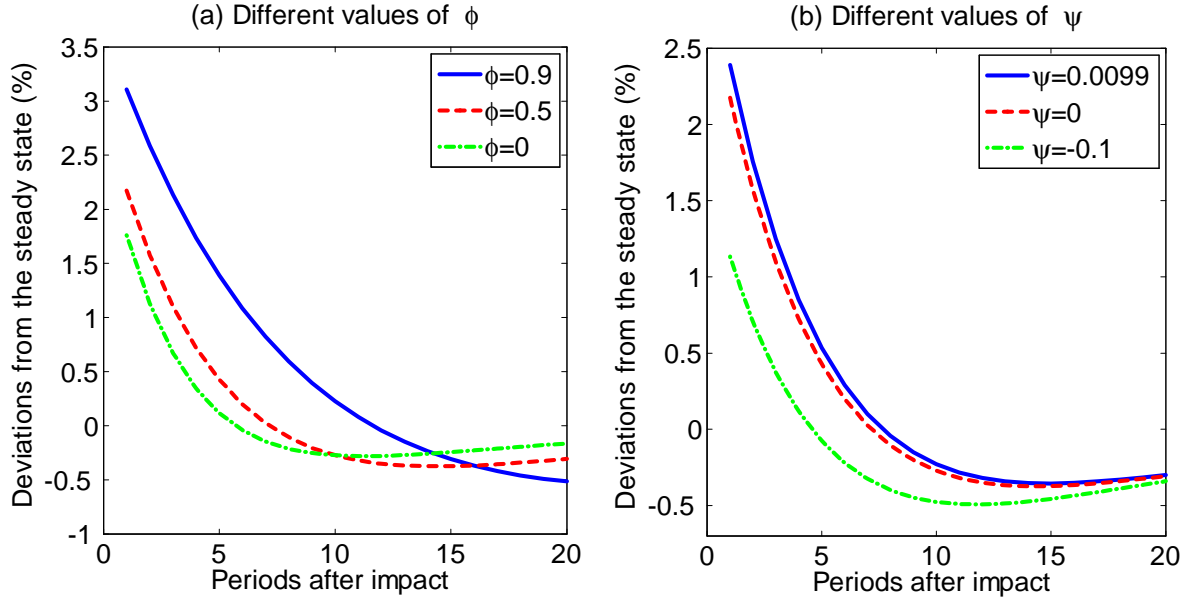 (a) Different values of ϕ
Deviations from the steady state (%)
3.5
3
2.5
2
1.5
1
0.5
0
-0.5
-1
ϕ=0.9
ϕ=0.5
ϕ=0
0 5 10 15 20
Periods after impact
(b) Different values of ψ
Deviations from the steady state (%)
2.5
2
1.5
1
0.5
0
-0.5
ψ=0.0099
ψ=0
ψ=-0.1
0 5 10 15 20
Periods after impact